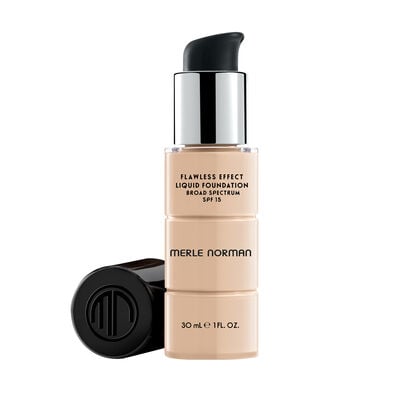 FLAWLESS EFFECT
LIQUID FOUNDATION
BROAD SPECTRUM
SPF 15
MERLE NORMAN
30 mL ℮ 1 FL. OZ.